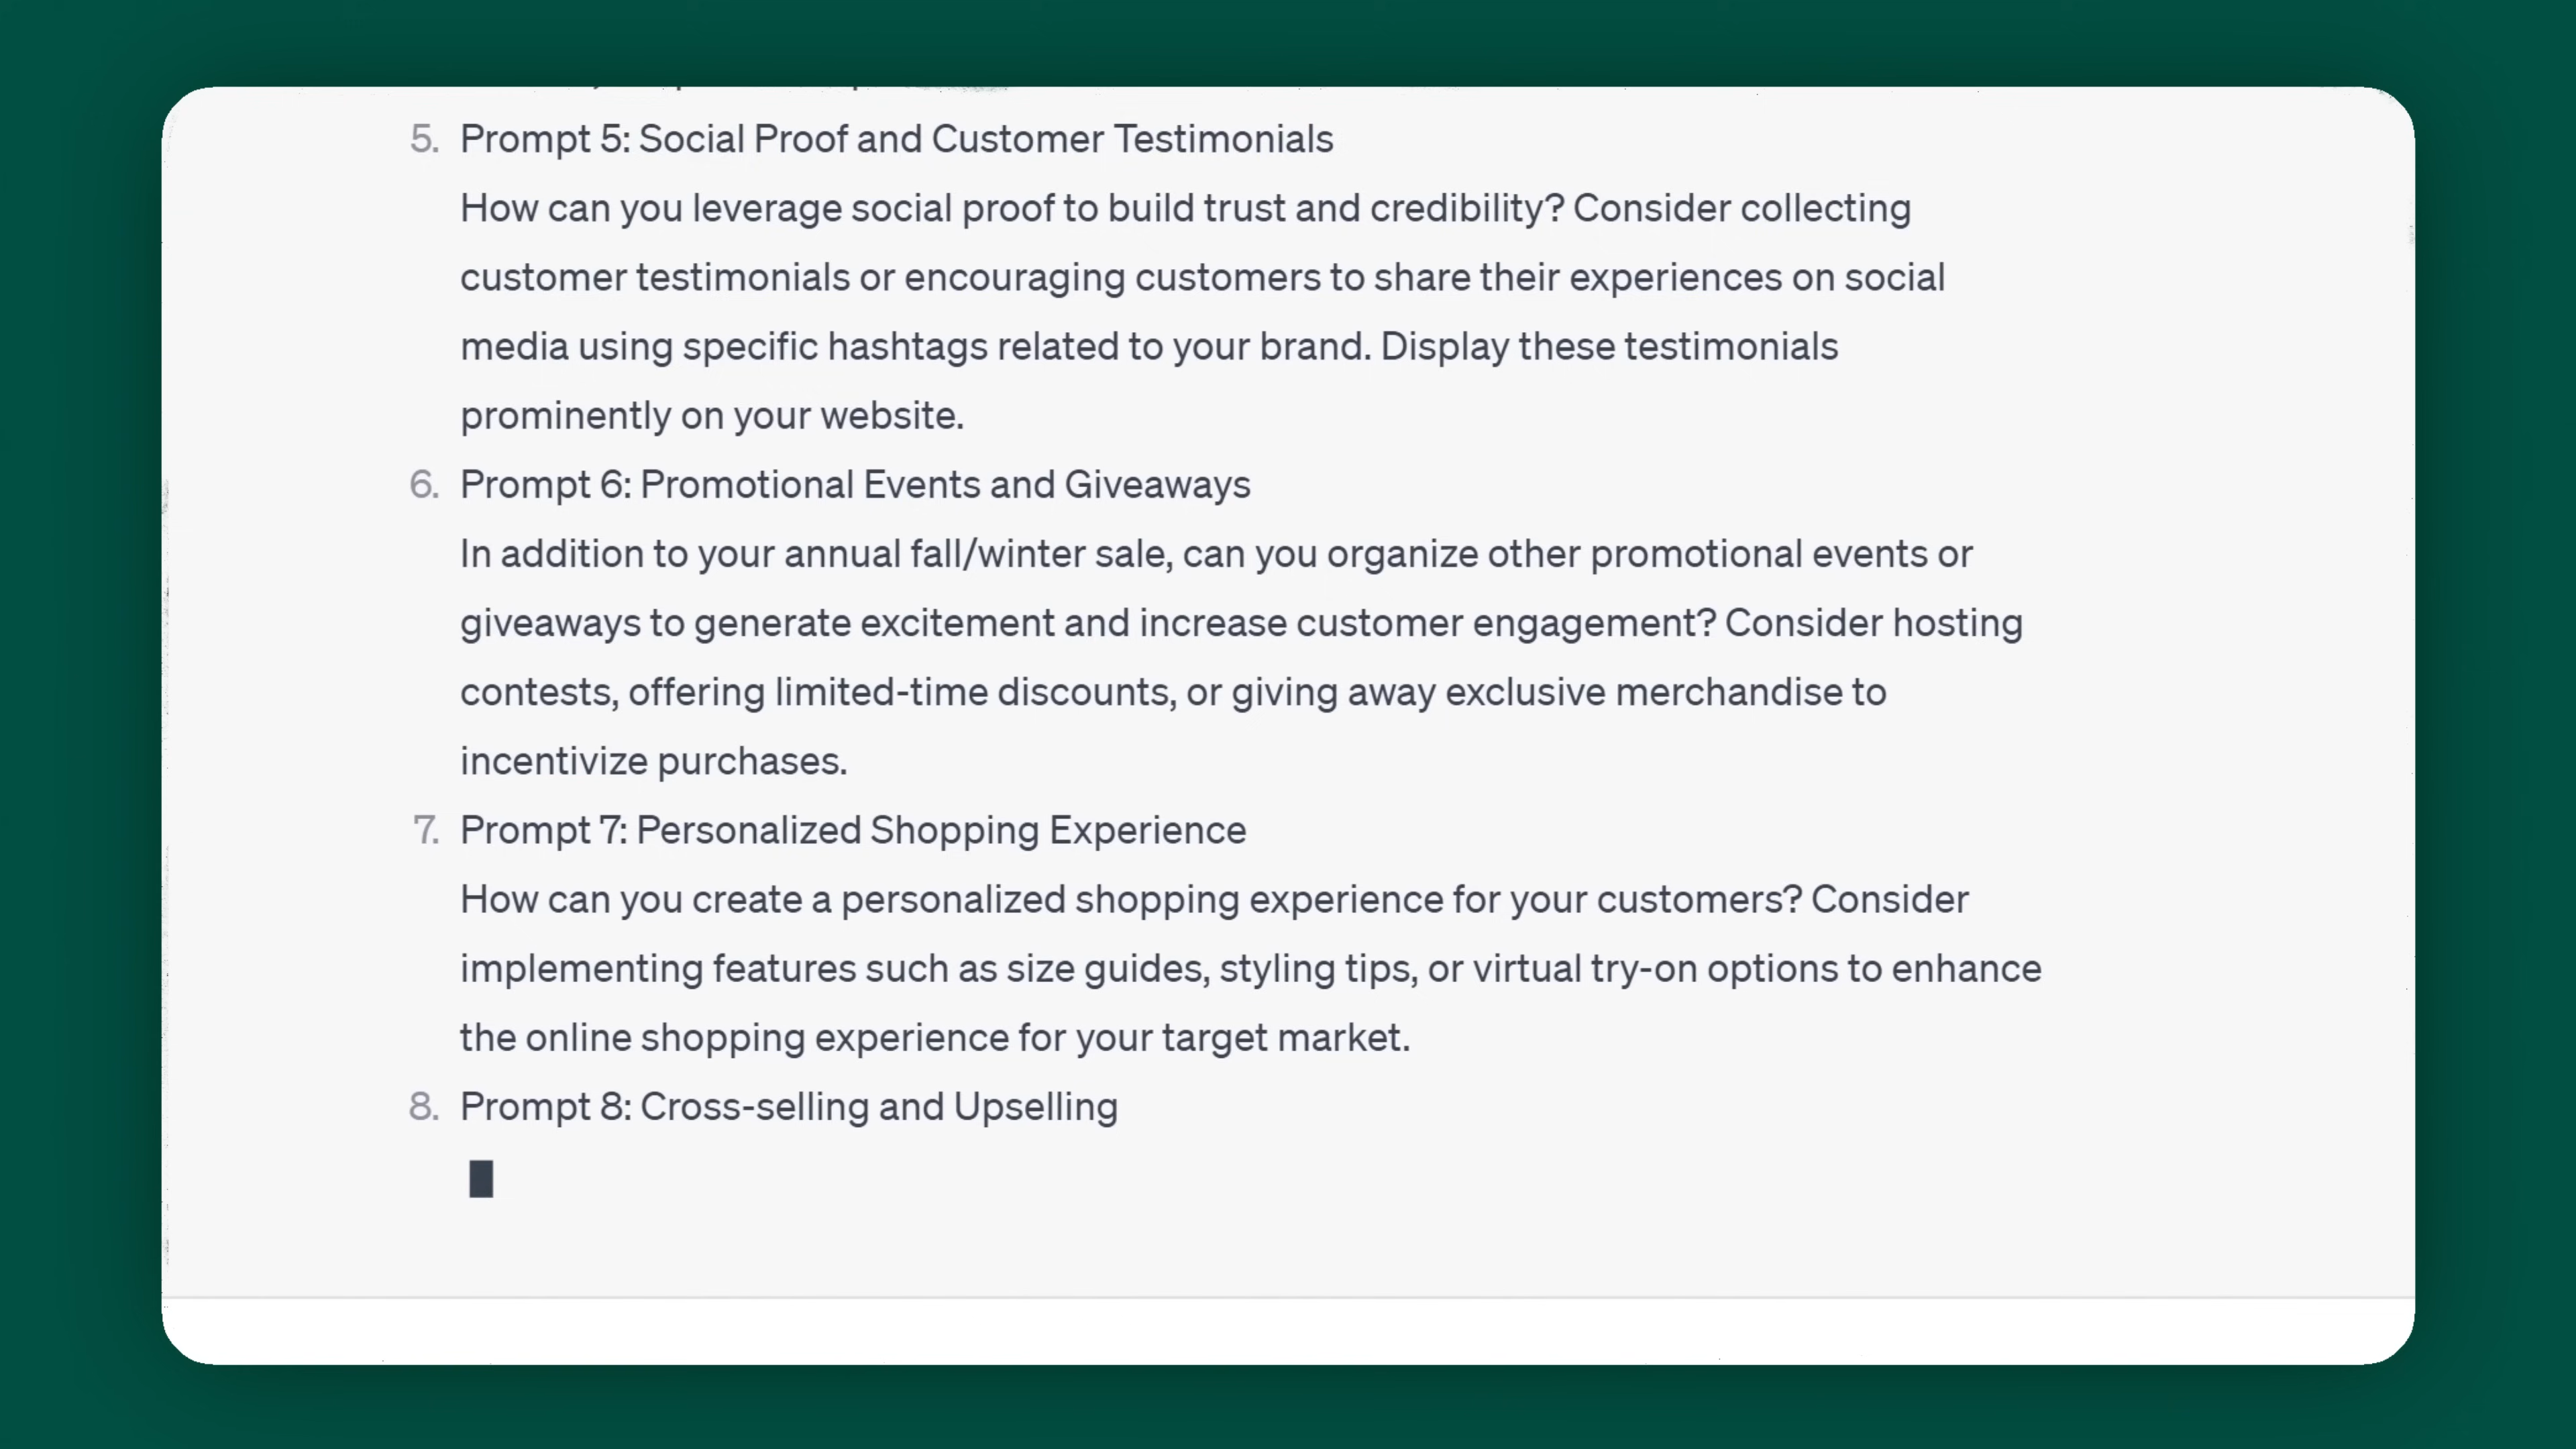 5. Prompt 5: Social Proof and Customer Testimonials
How can you leverage social proof to build trust and credibility? Consider collecting
customer testimonials or encouraging customers to share their experiences on social
media using specific hashtags related to your brand. Display these testimonials
prominently on your website.
6. Prompt 6: Promotional Events and Giveaways
In addition to your annual fall/winter sale, can you organize other promotional events or
giveaways to generate excitement and increase customer engagement? Consider hosting
contests, offering limited-time discounts, or giving away exclusive merchandise to
incentivize purchases.
7. Prompt 7: Personalized Shopping Experience
How can you create a personalized shopping experience for your customers? Consider
implementing features such as size guides, styling tips, or virtual try-on options to enhance
the online shopping experience for your target market.
8. Prompt 8: Cross-selling and Upselling